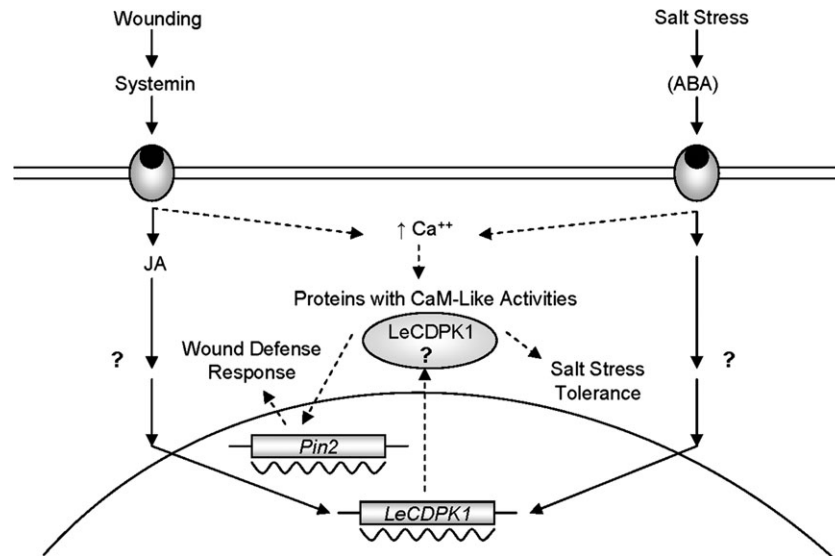 Wounding
Salt Stress
Systemin
(ABA)
↑ Ca++
JA
Proteins with CaM-Like Activities
LeCDPK1
?
?
?
Wound Defense
Response
Salt Stress
Tolerance
Pin2
LeCDPK1